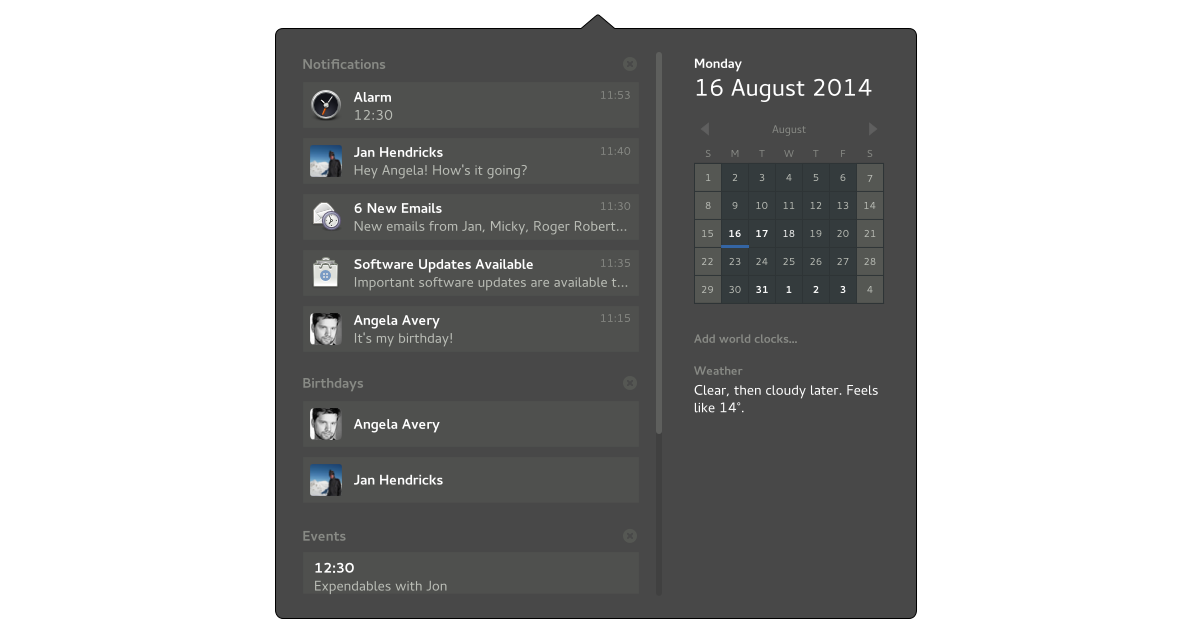 Notifications
Alarm 11:53
12:30
Jan Hendricks 11:40
Hey Angela! How's it going?
6 New Emails 11:30
New emails from Jan, Micky, Roger Robert...
Software Updates Available 11:35
Important software updates are available t...
Angela Avery 11:15
It's my birthday!
Birthdays
Angela Avery
Jan Hendricks
Events
12:30
Expendables with Jon
Monday
16 August 2014
August
S M T W T F S
1 2 3 4 5 6 7
8 9 10 11 12 13 14
15 16 17 18 19 20 21
22 23 24 25 26 27 28
29 30 31 1 2 3 4
Add world clocks...
Weather
Clear, then cloudy later. Feels
like 14°.